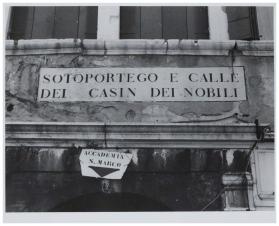 SOTOPORTEGO E CALLE
DEI CASIN DEI NOBILI
ACCADEMIA
S. MARCO